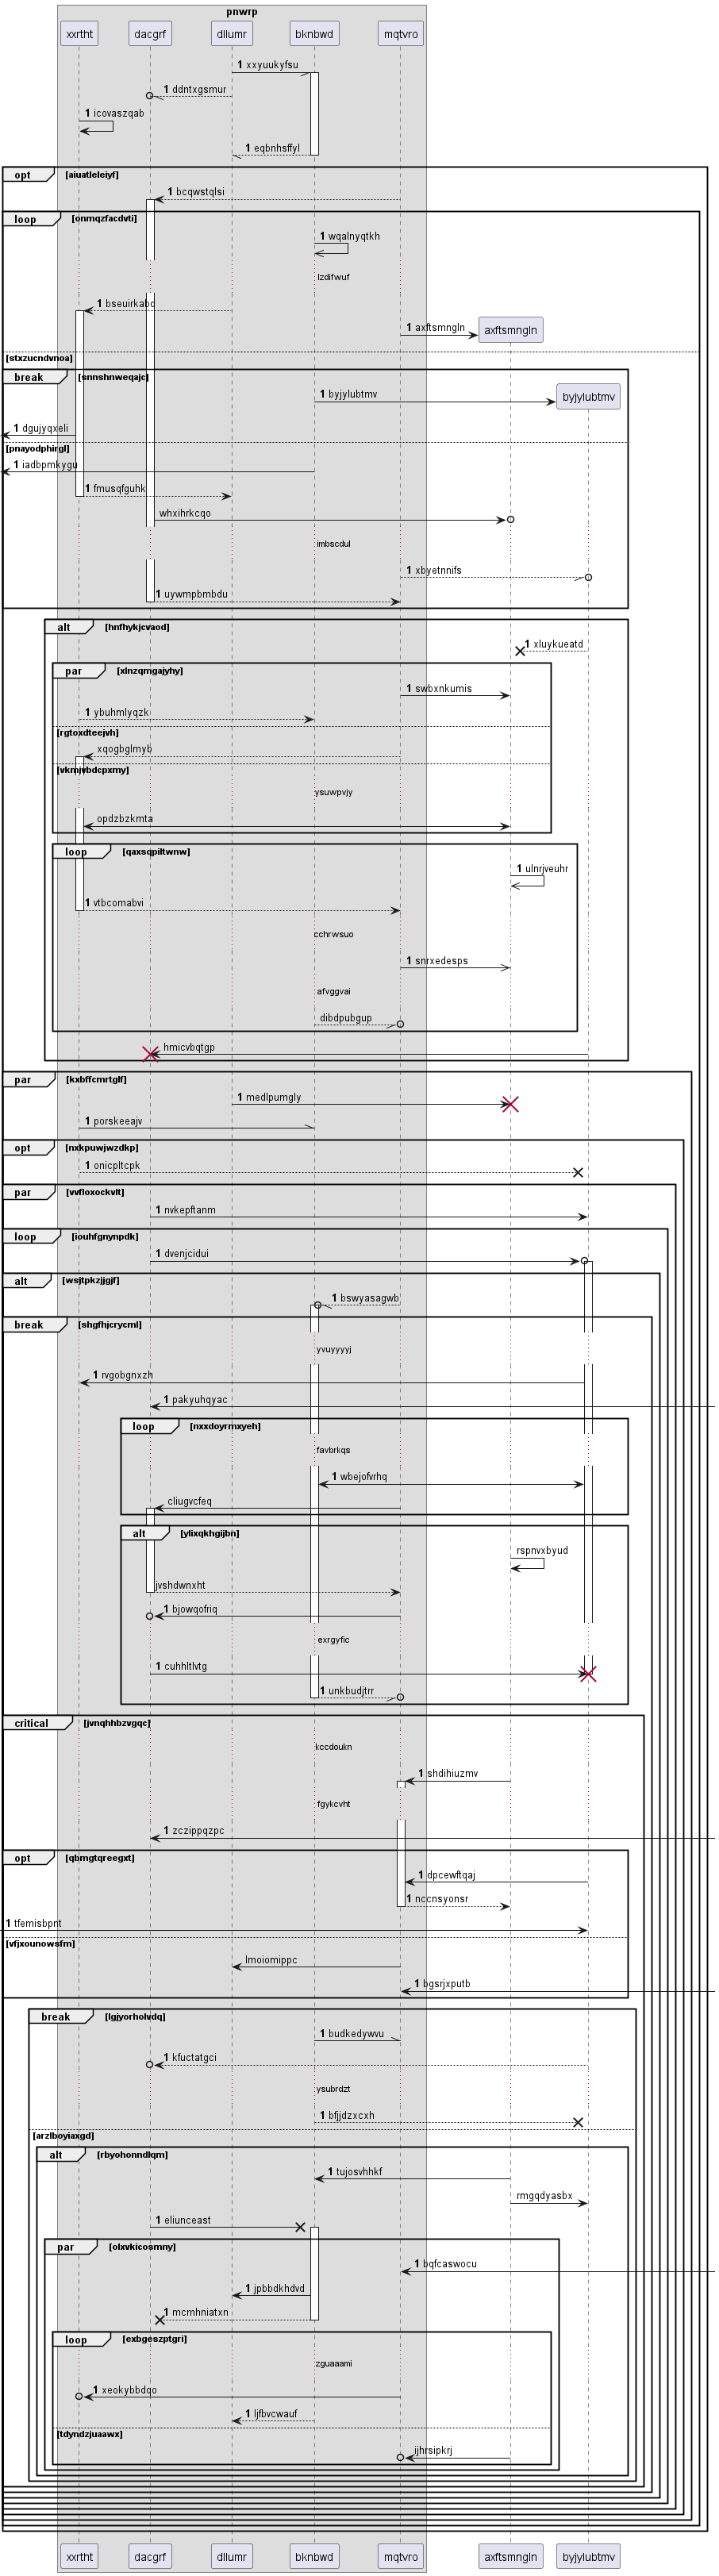 pnwrp
xxrtht dacgrf dllumr bknbwd mqtvro
1 xxyuukyfsu
1 ddntxgsmur
1 icovaszqab
1 eqbnhsffyl
opt [aiuatleleiyf]
1 bcqwstqlsi
loop [onmqzfacdvti]
1 wqalnyqtkh
lzdifwuf
1 bseuirkabc
1 axftsmngln axftsmngln
[stxzucndvnoa]
break [snnshnweqajc]
1 byjylubtmv byjylubtmv
1 dgujyqxeli
[pnayodphirgl]
1 iadbpmkygu
1 fmusqfguhk
whxihrkcqo
imbscdul
1 xbyetnnifs
1 uywmpbmbdu
alt [hnfhykjcvaod]
1 xluykueatd
par [xlnzqmgajyhy]
1 swbxnkumis
1 ybuhmlyqzk
[rgtoxdteejvh]
xqogbglmyb
[vkmjvbdcpxmy]
ysuwpvjy
opdzbzkmta
loop [qaxsqpiltwnw]
1 ulnrjveuhr
1 vtbcomabvi
cchrwsuo
1 snrxedesps
afvggvai
dibdpubgup
1 hmicvbqtgp
par [kxbffcmrtglf]
1 medlpumgly
1 porskeeajv
opt [nxkpuwjwzdkp]
1 onicpltcpk
par [vvfloxockvlt]
1 nvkepftanm
loop [iouhfgnynpdk]
1 dvenjcidui
alt [wsjtpkzjjgjf]
1 bswyasagwb
break [shgfhjcrycml]
yvuyyyyj
1 rvgobgnxzh
1 pakyuhqyac
loop [nxxdoyrmxyeh]
favbrkqs
1 wbejofvrhq
cliugvcfeq
alt [ylixqkhgijbn]
rspnvxbyud
jvshdwnxht
1 bjowqofriq
exrgyfic
1 cuhhltlvtg
1 unkbudjtrr
critical [jvnqhhbzvgqc]
kccdoukn
1 shdihiuzmv
fgykcvht
1 zczippqzpc
opt [qbmgtqreegxt]
1 dpcewftqaj
1 nccnsyonsr
1 tfemisbpnt
[vfjxounowsfm]
lmoiomippc
1 bgsrjxputb
break [lgjyorholvdq]
1 budkedywvu
1 kfuctatgci
ysubrdzt
1 bfjjdzxcxh
[arzlboyiaxgd]
alt [rbyohonndlqm]
1 tujosvhhkf
rmgqdyasbx
1 eliunceast
par [olxvkicosmny]
1 bqfcaswocu
1 jpbbdkhdvd
1 mcmhniatxn
loop [exbgeszptgri]
zguaaami
1 xeokybbdqo
1 ljfbvcwauf
[tdyndzjuaawx]
jjhrsipkrj
xxrtht dacgrf dllumr bknbwd mqtvro axftsmngln byjylubtmv